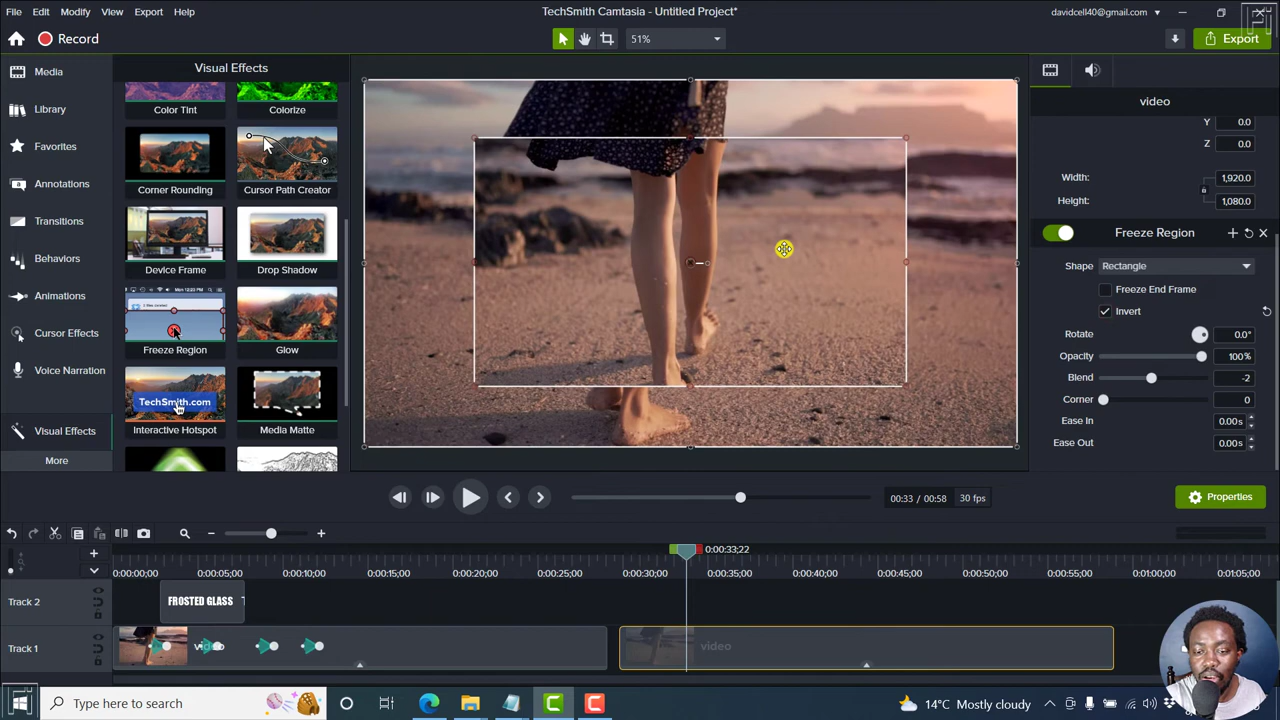 File Edit Modify View Export Help
TechSmith Camtasia - Untitled Project*
davidcell40@gmail.com
Record
51%
Export
Media
Library
Favorites
Annotations
Transitions
Behaviors
Animations
Cursor Effects
Voice Narration
Visual Effects
More
Visual Effects
Color Tint
Colorize
Corner Rounding
Cursor Path Creator
Device Frame
Drop Shadow
Freeze Region
Glow
TechSmith.com
Interactive Hotspot
Media Matte
video
Y 0.0
Z 0.0
Width: 1,920.0
Height: 1,080.0
Freeze Region
Shape Rectangle
Freeze End Frame
Invert
Rotate 0.0°
Opacity 100%
Blend -2
Corner 0
Ease In 0.00s
Ease Out 0.00s
00:33 / 00:58 30 fps
Properties
0:00:33;22
0:00:00;00 0:00:05;00 0:00:10;00 0:00:15;00 0:00:20;00 0:00:25;00 0:00:30;00 0:00:35;00 0:00:40;00 0:00:45;00 0:00:50;00 0:00:55;00 0:01:00;00 0:01:05;00
Track 2
FROSTED GLASS
Track 1
video
video
Type here to search
14°C Mostly cloudy